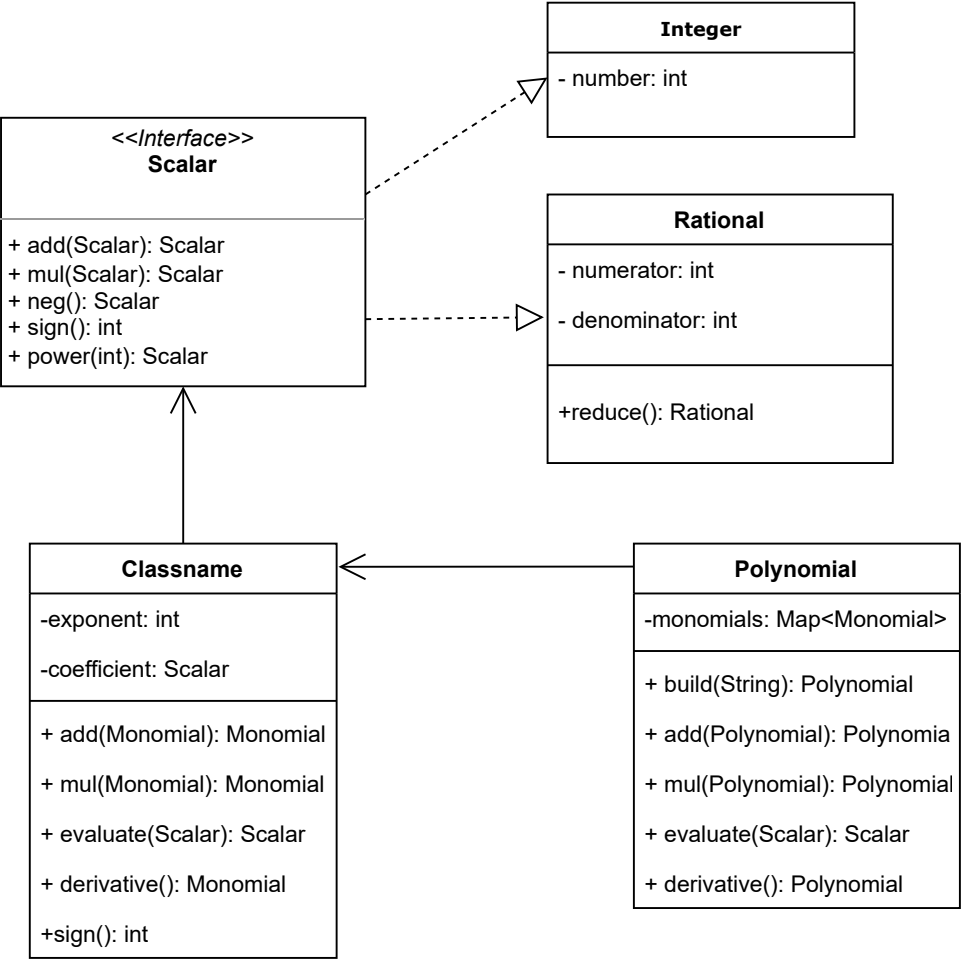 Integer
- number: int
<<Interface>>
Scalar
+ add(Scalar): Scalar
+ mul(Scalar): Scalar
+ neg(): Scalar
+ sign(): int
+ power(int): Scalar
Rational
- numerator: int
- denominator: int
+reduce(): Rational
Classname
-exponent: int
-coefficient: Scalar
+ add(Monomial): Monomial
+ mul(Monomial): Monomial
+ evaluate(Scalar): Scalar
+ derivative(): Monomial
+sign(): int
Polynomial
-monomials: Map<Monomial>
+ build(String): Polynomial
+ add(Polynomial): Polynomia
+ mul(Polynomial): Polynomial
+ evaluate(Scalar): Scalar
+ derivative(): Polynomial